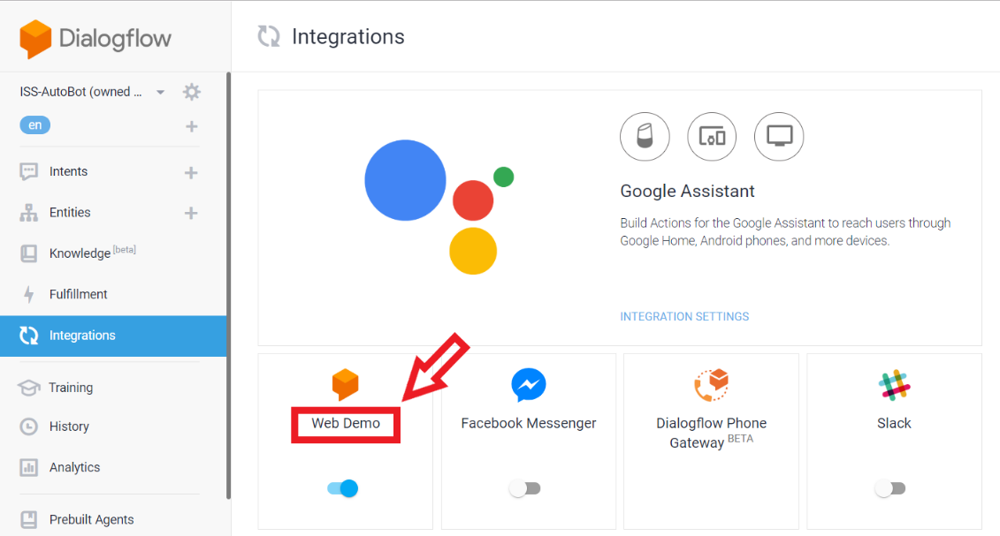 Dialogflow
Integrations
ISS-AutoBot (owned ...
en
Intents
Entities
Knowledge [beta]
Fulfillment
Integrations
Training
History
Analytics
Prebuilt Agents
Google Assistant
Build Actions for the Google Assistant to reach users through
Google Home, Android phones, and more devices.
INTEGRATION SETTINGS
Web Demo
Facebook Messenger
Dialogflow Phone
Gateway BETA
Slack